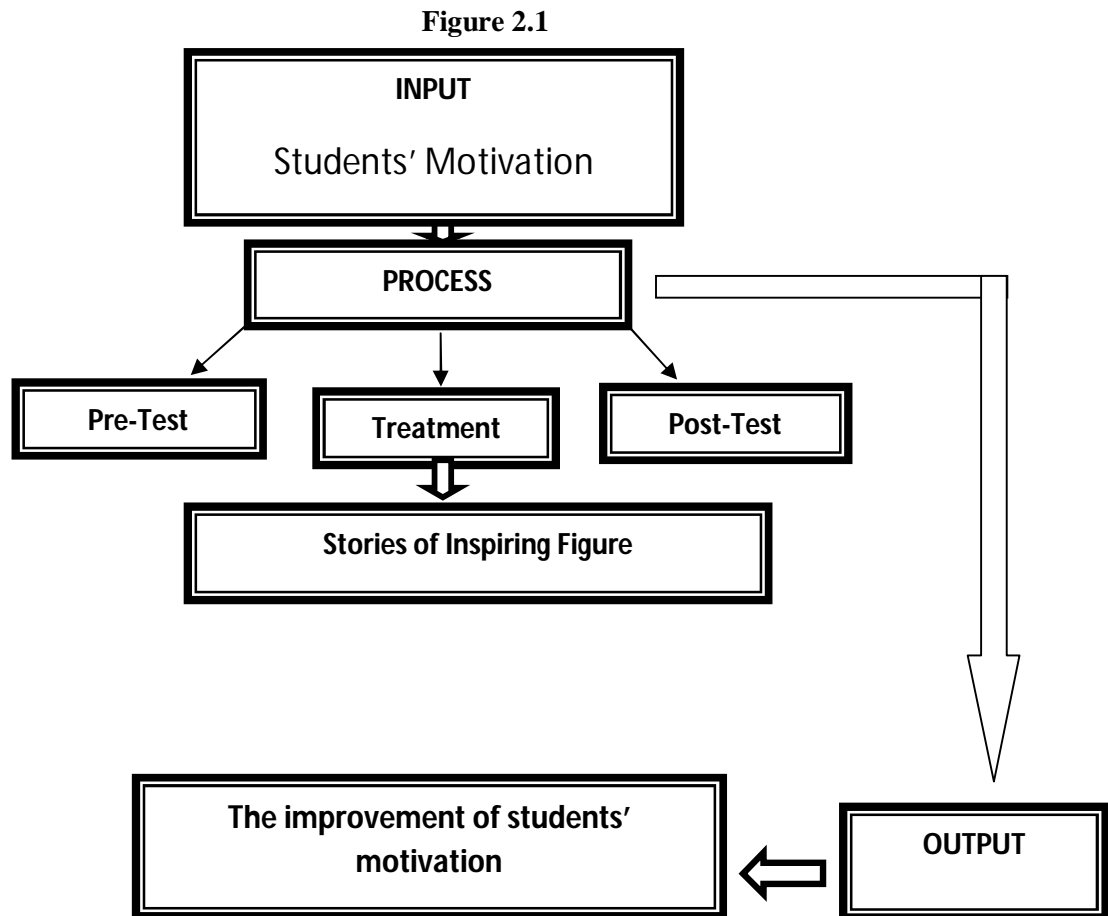 Figure 2.1
INPUT
Students’ Motivation
PROCESS
Pre-Test
Treatment
Post-Test
Stories of Inspiring Figure
The improvement of students’
motivation
OUTPUT